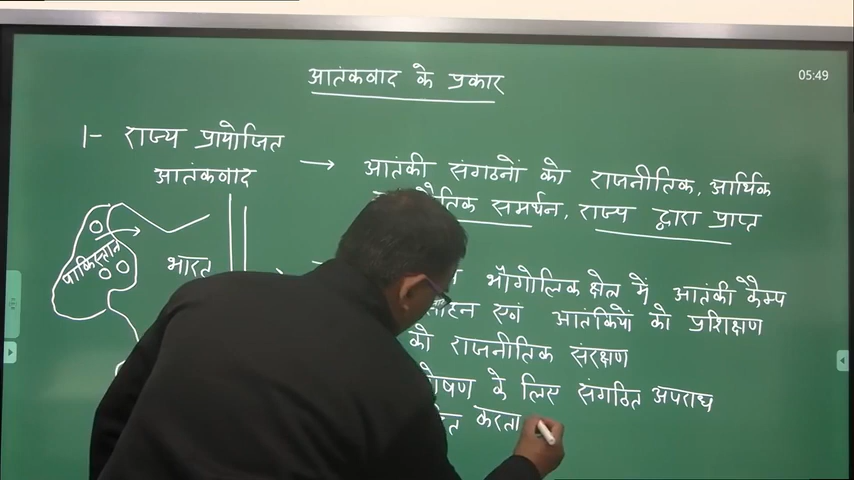 05:49
आतंकवाद के प्रकार
1- राज्य प्रायोजित
आतंकवाद → आतंकी संगठनों को राजनीतिक, आर्थिक
समर्थन, राज्य द्वारा प्राप्त
पाकिस्तान
भारत
भौगोलिक क्षेत्र में आतंकी कैम्प
एवं आतंकियों को प्रशिक्षण
को राजनीतिक संरक्षण
के लिए संगठित अपराध
करता